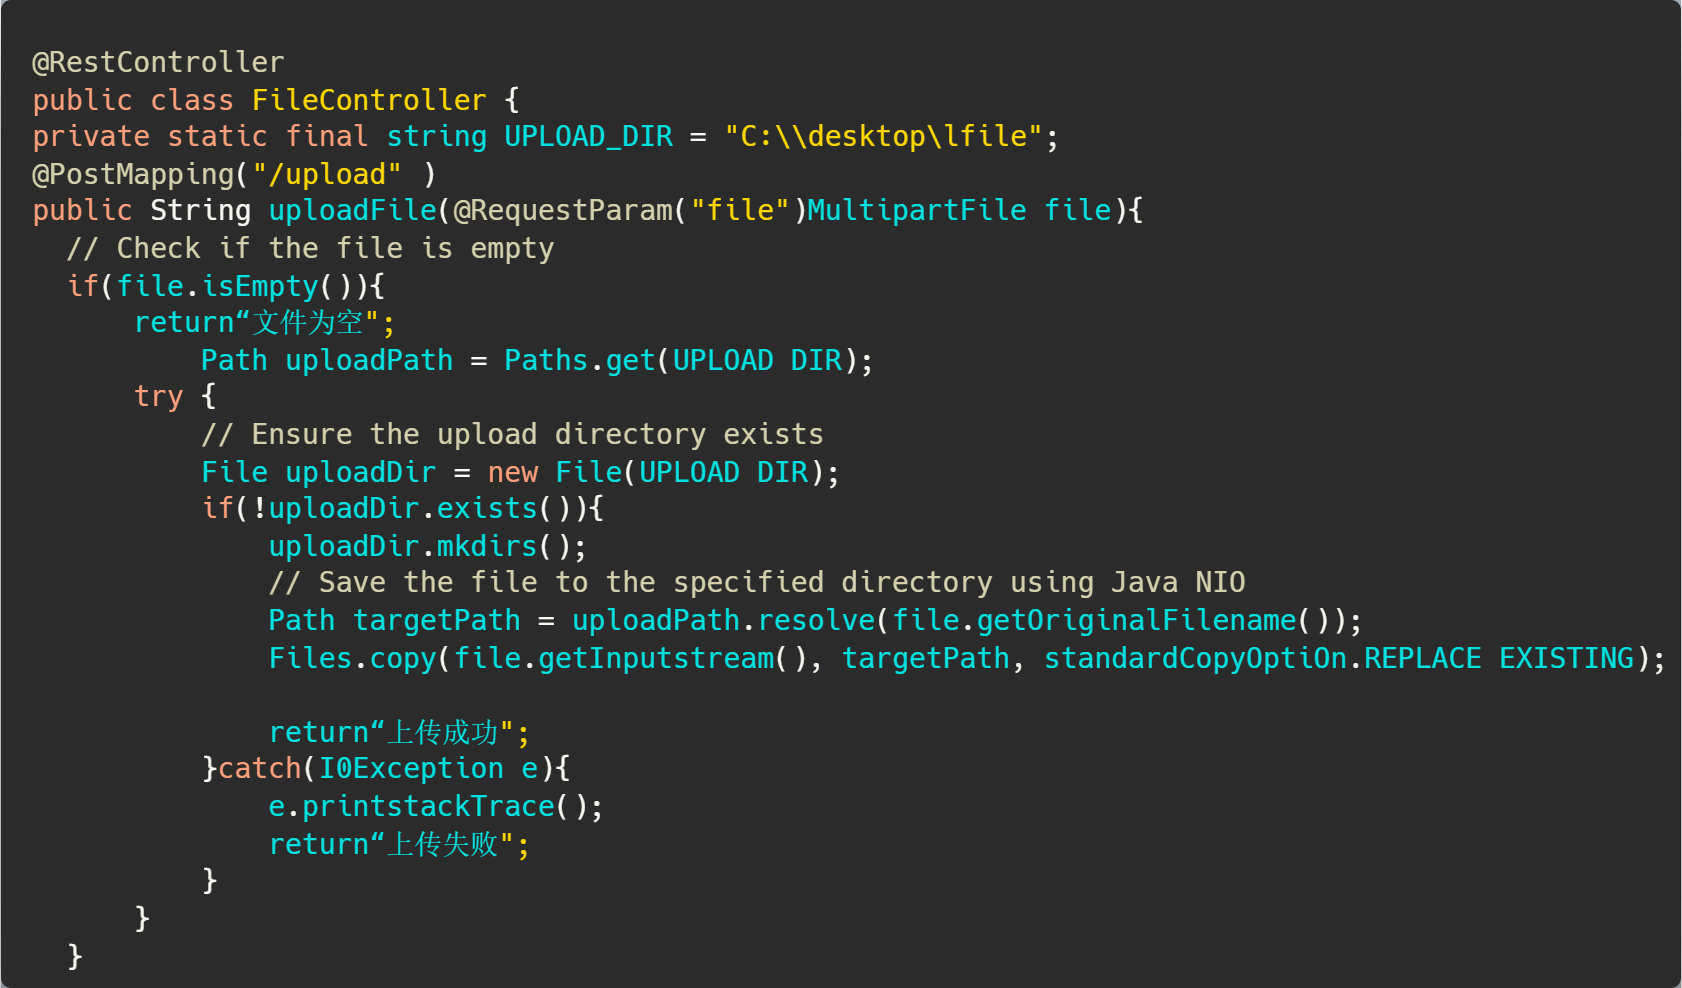 @RestController
public class FileController {
private static final string UPLOAD_DIR = "C:\\desktop\lfile";
@PostMapping("/upload" )
public String uploadFile(@RequestParam("file")MultipartFile file){
  // Check if the file is empty
  if(file.isEmpty()){
      return“文件为空";
          Path uploadPath = Paths.get(UPLOAD DIR);
      try {
          // Ensure the upload directory exists
          File uploadDir = new File(UPLOAD DIR);
          if(!uploadDir.exists()){
              uploadDir.mkdirs();
              // Save the file to the specified directory using Java NIO
              Path targetPath = uploadPath.resolve(file.getOriginalFilename());
              Files.copy(file.getInputstream(), targetPath, standardCopyOptiOn.REPLACE EXISTING);
              return“上传成功";
          }catch(I0Exception e){
              e.printstackTrace();
              return“上传失败";
          }
      }
  }